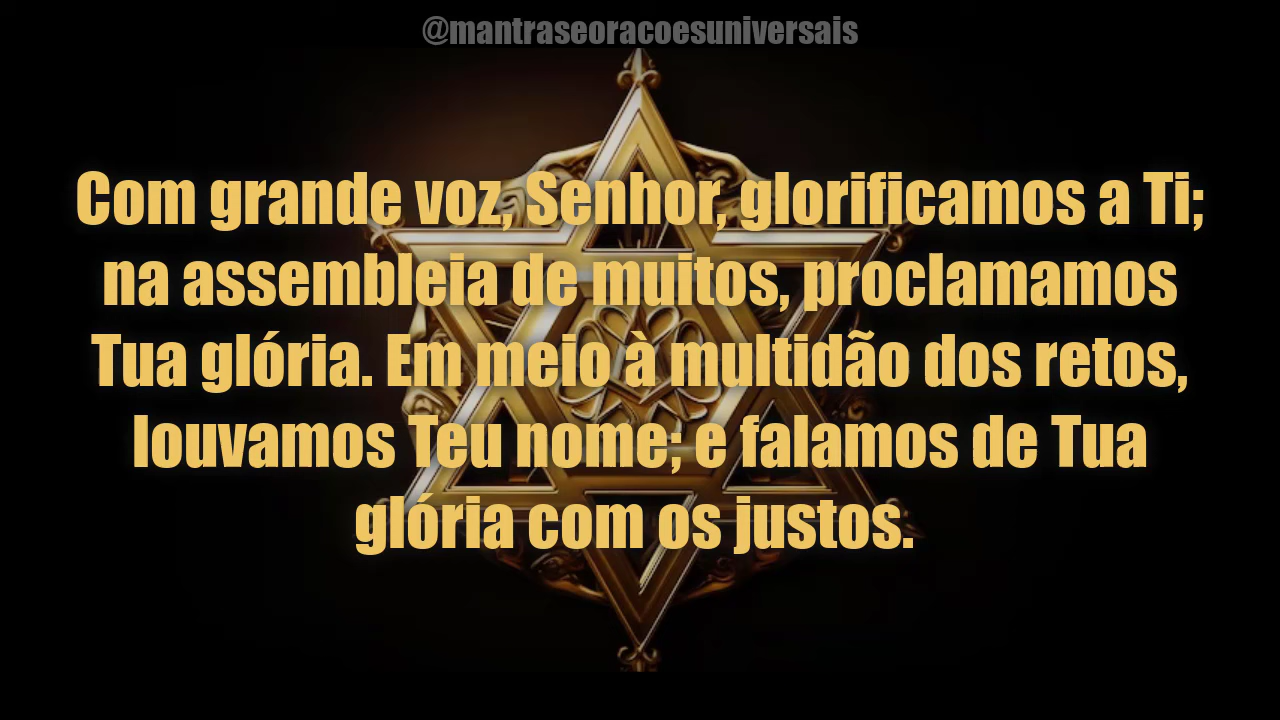 @mantraseoracoesuniversais
Com grande voz, Senhor, glorificamos a Ti;
na assembleia de muitos, proclamamos
Tua glória. Em meio à multidão dos retos,
louvamos Teu nome; e falamos de Tua
glória com os justos.